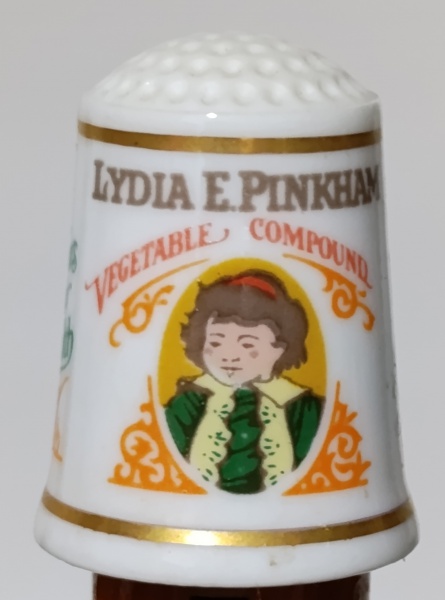 LYDIA E. PINKHAM
VEGETABLE COMPOUND